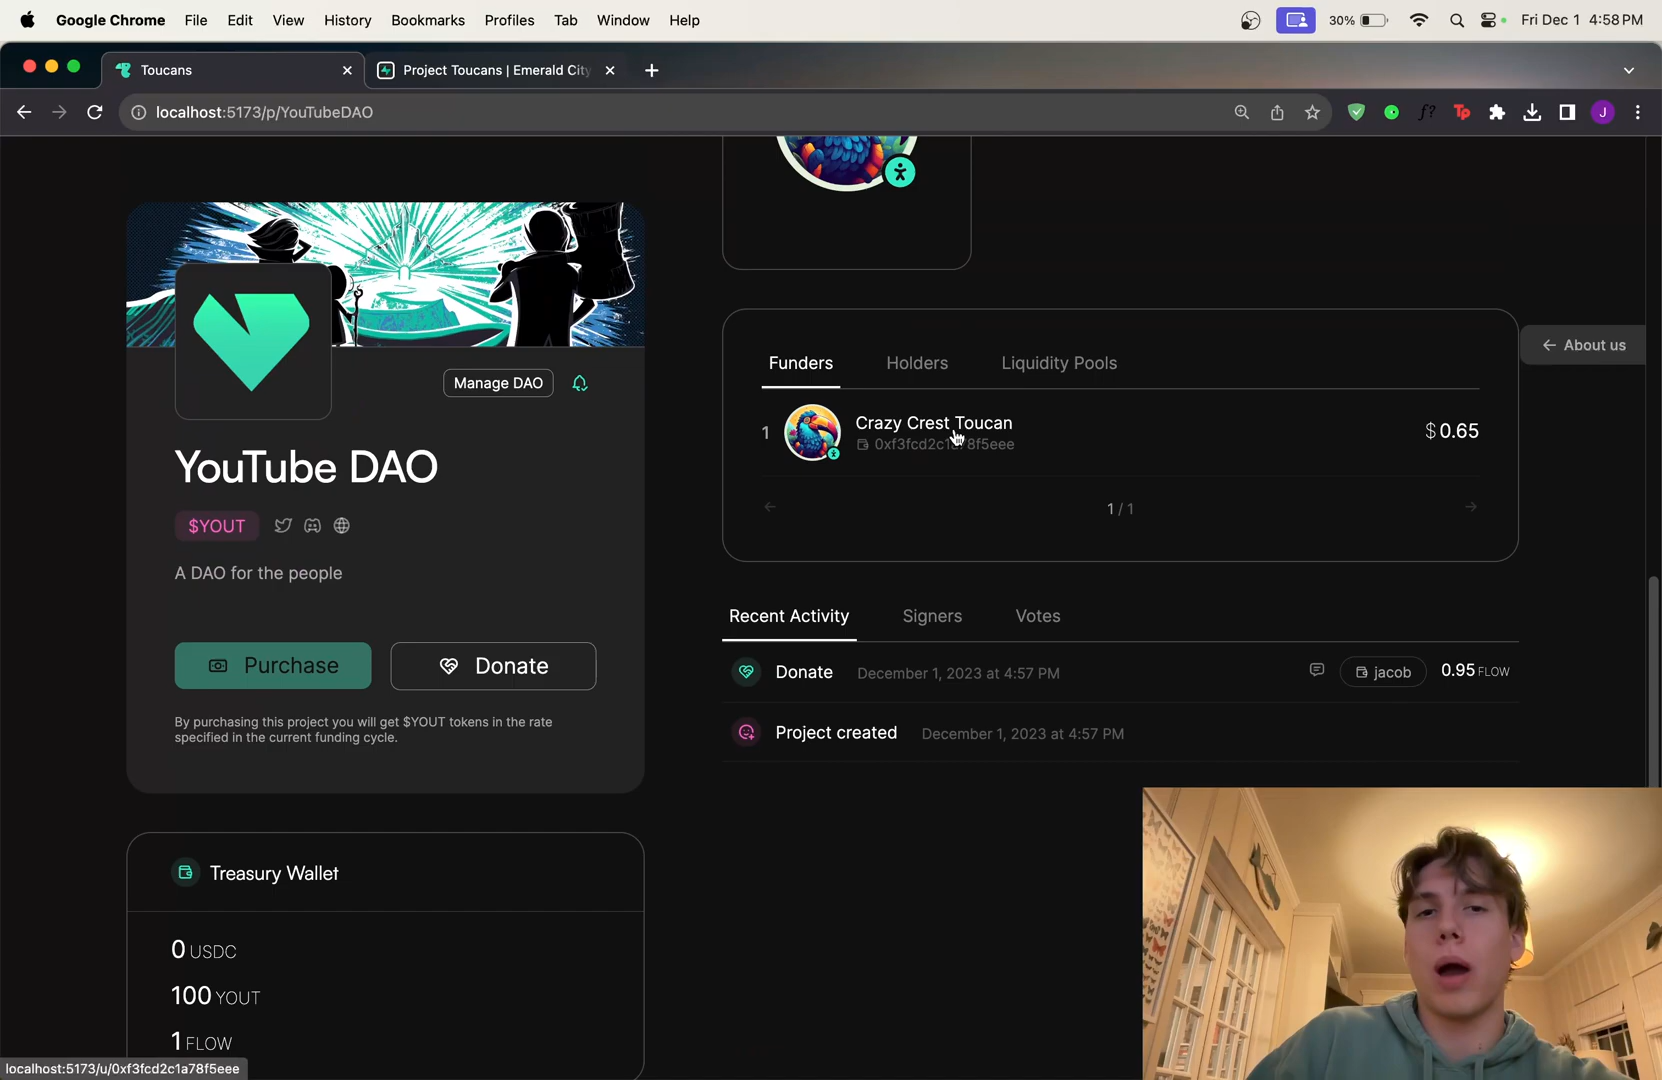 Google Chrome File Edit View History Bookmarks Profiles Tab Window Help 30% Fri Dec 1 4:58 PM
Toucans Project Toucans | Emerald City
localhost:5173/p/YouTubeDAO f? Tp J
Manage DAO
YouTube DAO
$YOUT
A DAO for the people
Purchase Donate
By purchasing this project you will get $YOUT tokens in the rate
specified in the current funding cycle.
Treasury Wallet
0 USDC
100 YOUT
1 FLOW
← About us
Funders Holders Liquidity Pools
1 Crazy Crest Toucan $0.65
0xf3fcd2c1a78f5eee
← 1 / 1 →
Recent Activity Signers Votes
Donate December 1, 2023 at 4:57 PM jacob 0.95 FLOW
Project created December 1, 2023 at 4:57 PM
localhost:5173/u/0xf3fcd2c1a78f5eee